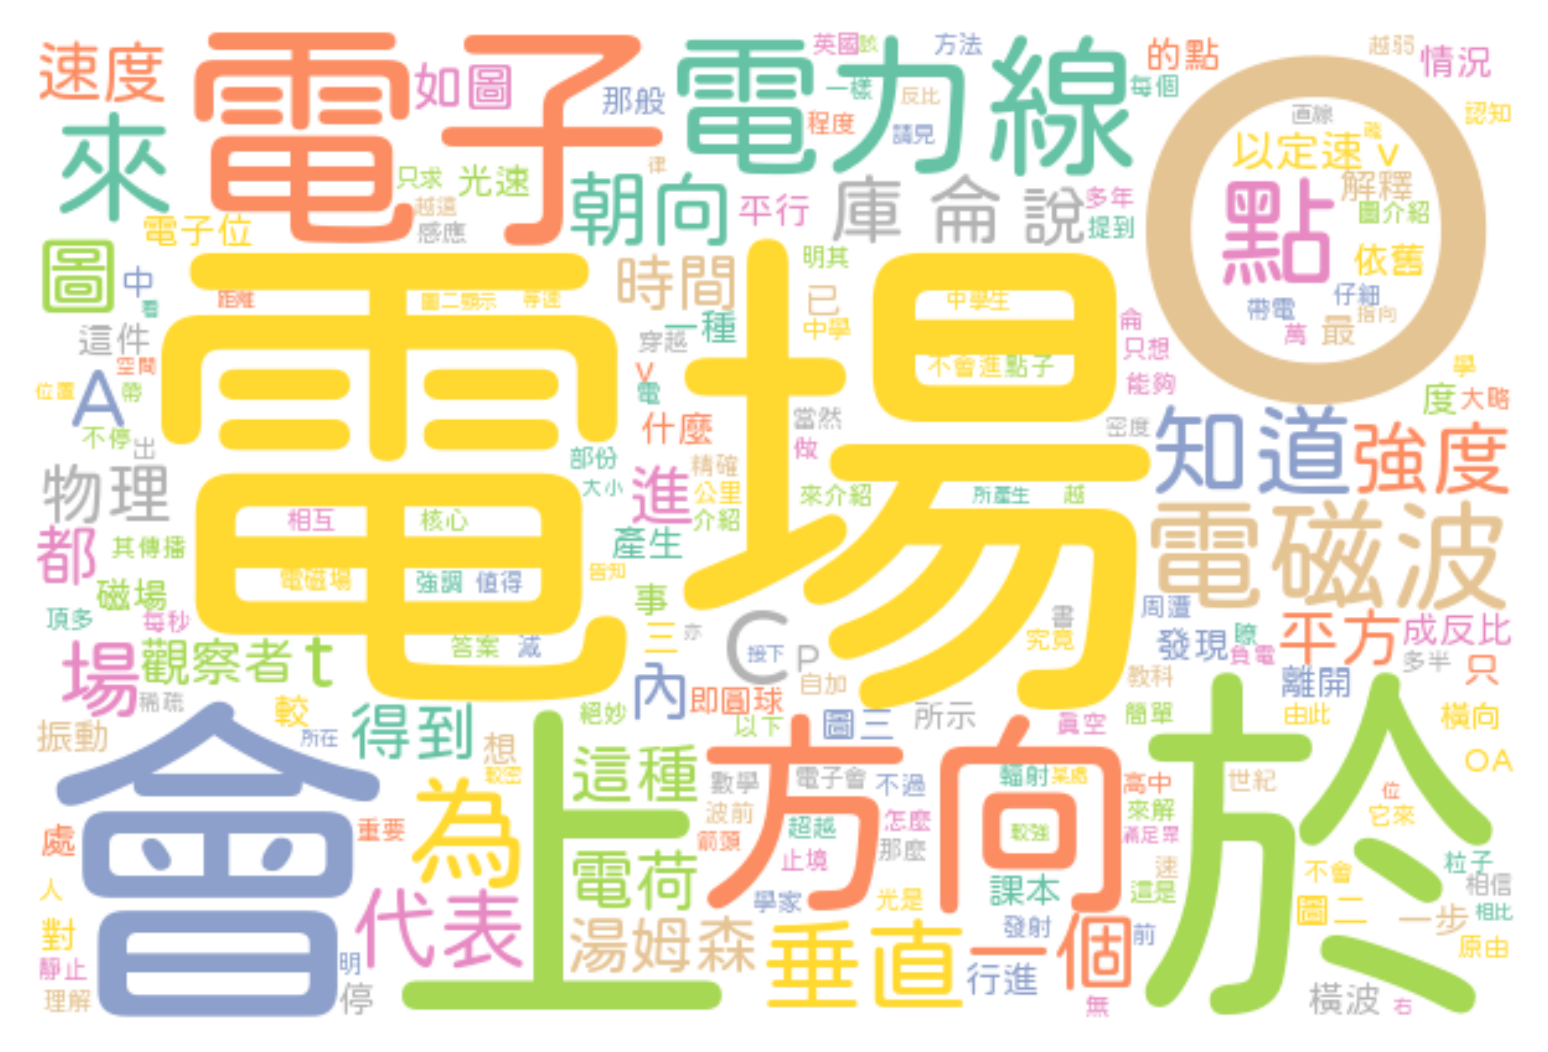 速度
電子
如圖
那般
電力線
英國
該
方法
一樣
反比
程度
請見
的點
每個
越弱
情況
認知
來
只求
光速
越遠
感應
律
朝向
平行
庫侖說
多年
提到
○
直線
以定速v
解釋
點
圖介紹
依舊
帶電
仔細
指向
萬
最
電子位
圖
中
看
這件
空間
位置
帶
A
不停
出
距離
圖二顯示
等速
電場
時間
一種
穿越
v
電
什麼
明其
已
中學
中學生
不會進
點子
當然
做
侖
只想
能夠
密度
學
度
大略
知道
強度
物理
都
其傳播
磁場
頂多
每秒
相互
核心
電磁場
強調
值得
答案
減
部份
大小
進
精確
公里
介紹
產生
告知
事
三
亦
來介紹
所產生
越
電磁波
周遭
書
究竟
發現
瞭
負電
平方
成反比
多半
只
場
觀察者
t
稀疏
振動
較
所在
得到
想
較密
絕妙
內
即圓球
以下
C
接下
P
自加
圖三
所示
真空
教科
簡單
離開
由此
橫向
OA
會
處
重要
人
對
靜止
理解
明
停
為
代表
上
這種
電荷
湯姆森
數學
電子會
不過
波前
箭頭
超越
怎麼
那麼
止境
學家
光是
方向
輻射
某處
較強
課本
高中
來解
滿足眾
速
這是
發射
垂直
一個
行進
前
無
於
世紀
位
它來
不會
粒子
相信
圖二
一步
相比
原由
橫波
右